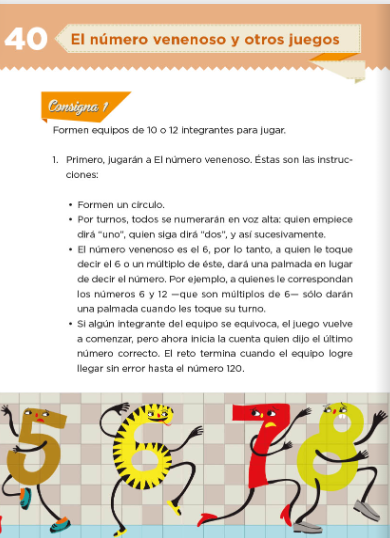 40
El número venenoso y otros juegos
Consigna 1
Formen equipos de 10 o 12 integrantes para jugar.
1. Primero, jugarán a El número venenoso. Éstas son las instruc-
ciones:
• Formen un círculo.
• Por turnos, todos se numerarán en voz alta: quien empiece
dirá "uno", quien siga dirá "dos", y así sucesivamente.
• El número venenoso es el 6, por lo tanto, a quien le toque
decir el 6 o un múltiplo de éste, dará una palmada en lugar
de decir el número. Por ejemplo, a quienes le correspondan
los números 6 y 12 —que son múltiplos de 6— sólo darán
una palmada cuando les toque su turno.
• Si algún integrante del equipo se equivoca, el juego vuelve
a comenzar, pero ahora inicia la cuenta quien dijo el último
número correcto. El reto termina cuando el equipo logre
llegar sin error hasta el número 120.
5 6 7 8